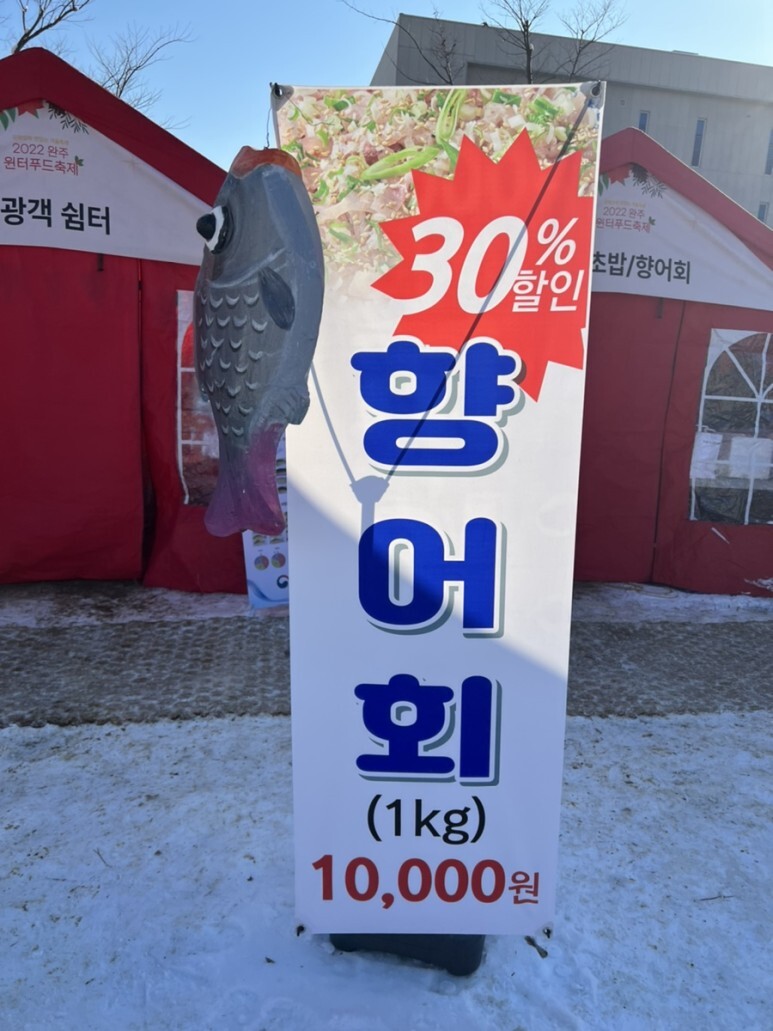 2022 완주
윈터푸드축제
광객 쉼터
30%
할인
향
어
회
(1kg)
10,000원
2022 완주
윈터푸드축제
초밥/향어회